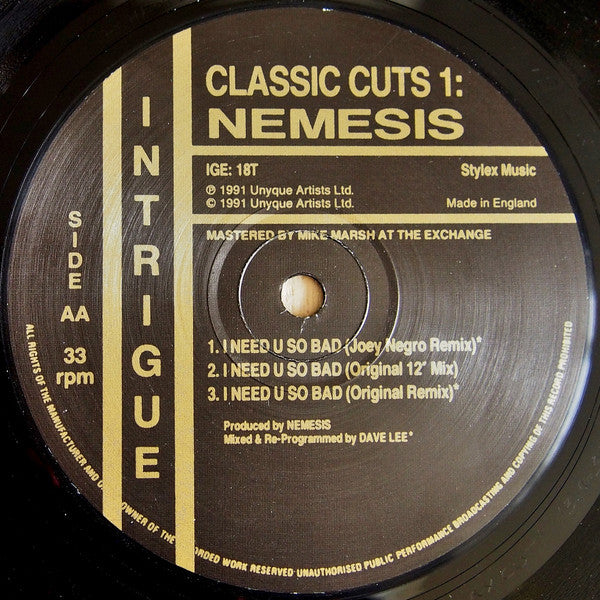 CLASSIC CUTS 1:
NEMESIS
INTRIGUE
IGE: 18T
Stylex Music
℗ 1991 Unyque Artists Ltd.
© 1991 Unyque Artists Ltd.
Made in England
MASTERED BY MIKE MARSH AT THE EXCHANGE
SIDE AA
33
rpm
1. I NEED U SO BAD (Joey Negro Remix)*
2. I NEED U SO BAD (Original 12" Mix)
3. I NEED U SO BAD (Original Remix)*
Produced by NEMESIS
Mixed & Re-Programmed by DAVE LEE*
ALL RIGHTS OF THE MANUFACTURER AND OWNER OF THE ORDED WORK RESERVED UNAUTHORISED PUBLIC PERFORMANCE BROADCASTING AND COPYING OF THIS RECORD PROHIBITED